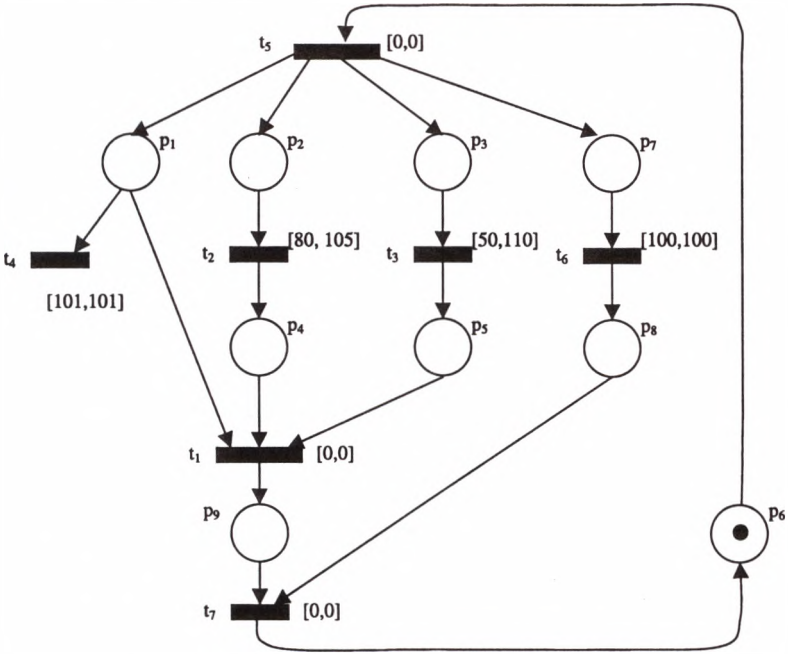 t5 [0,0]
p1 p2 p3 p7
t4 t2 [80, 105] t3 [50,110] t6 [100,100]
[101,101]
p4 p5 p8
t1 [0,0]
p9 p6
t7 [0,0]